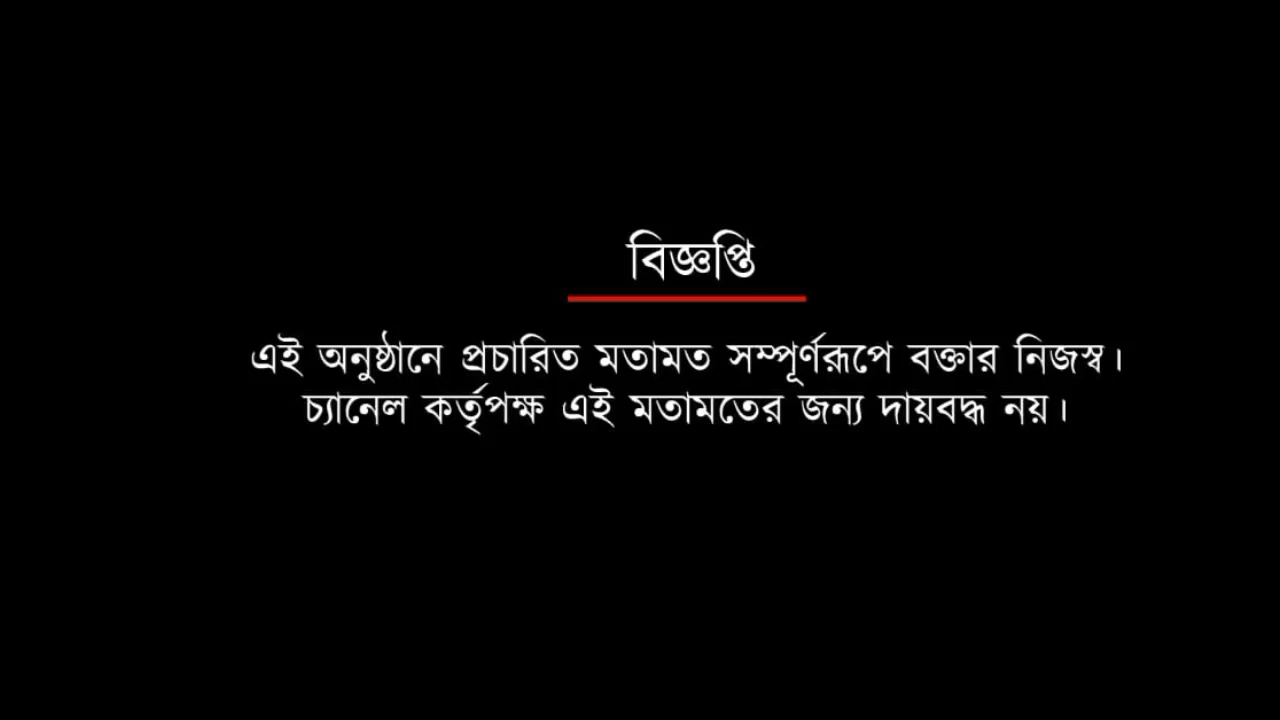 বিজ্ঞপ্তি
এই অনুষ্ঠানে প্রচারিত মতামত সম্পূর্ণরূপে বক্তার নিজস্ব।
চ্যানেল কর্তৃপক্ষ এই মতামতের জন্য দায়বদ্ধ নয়।